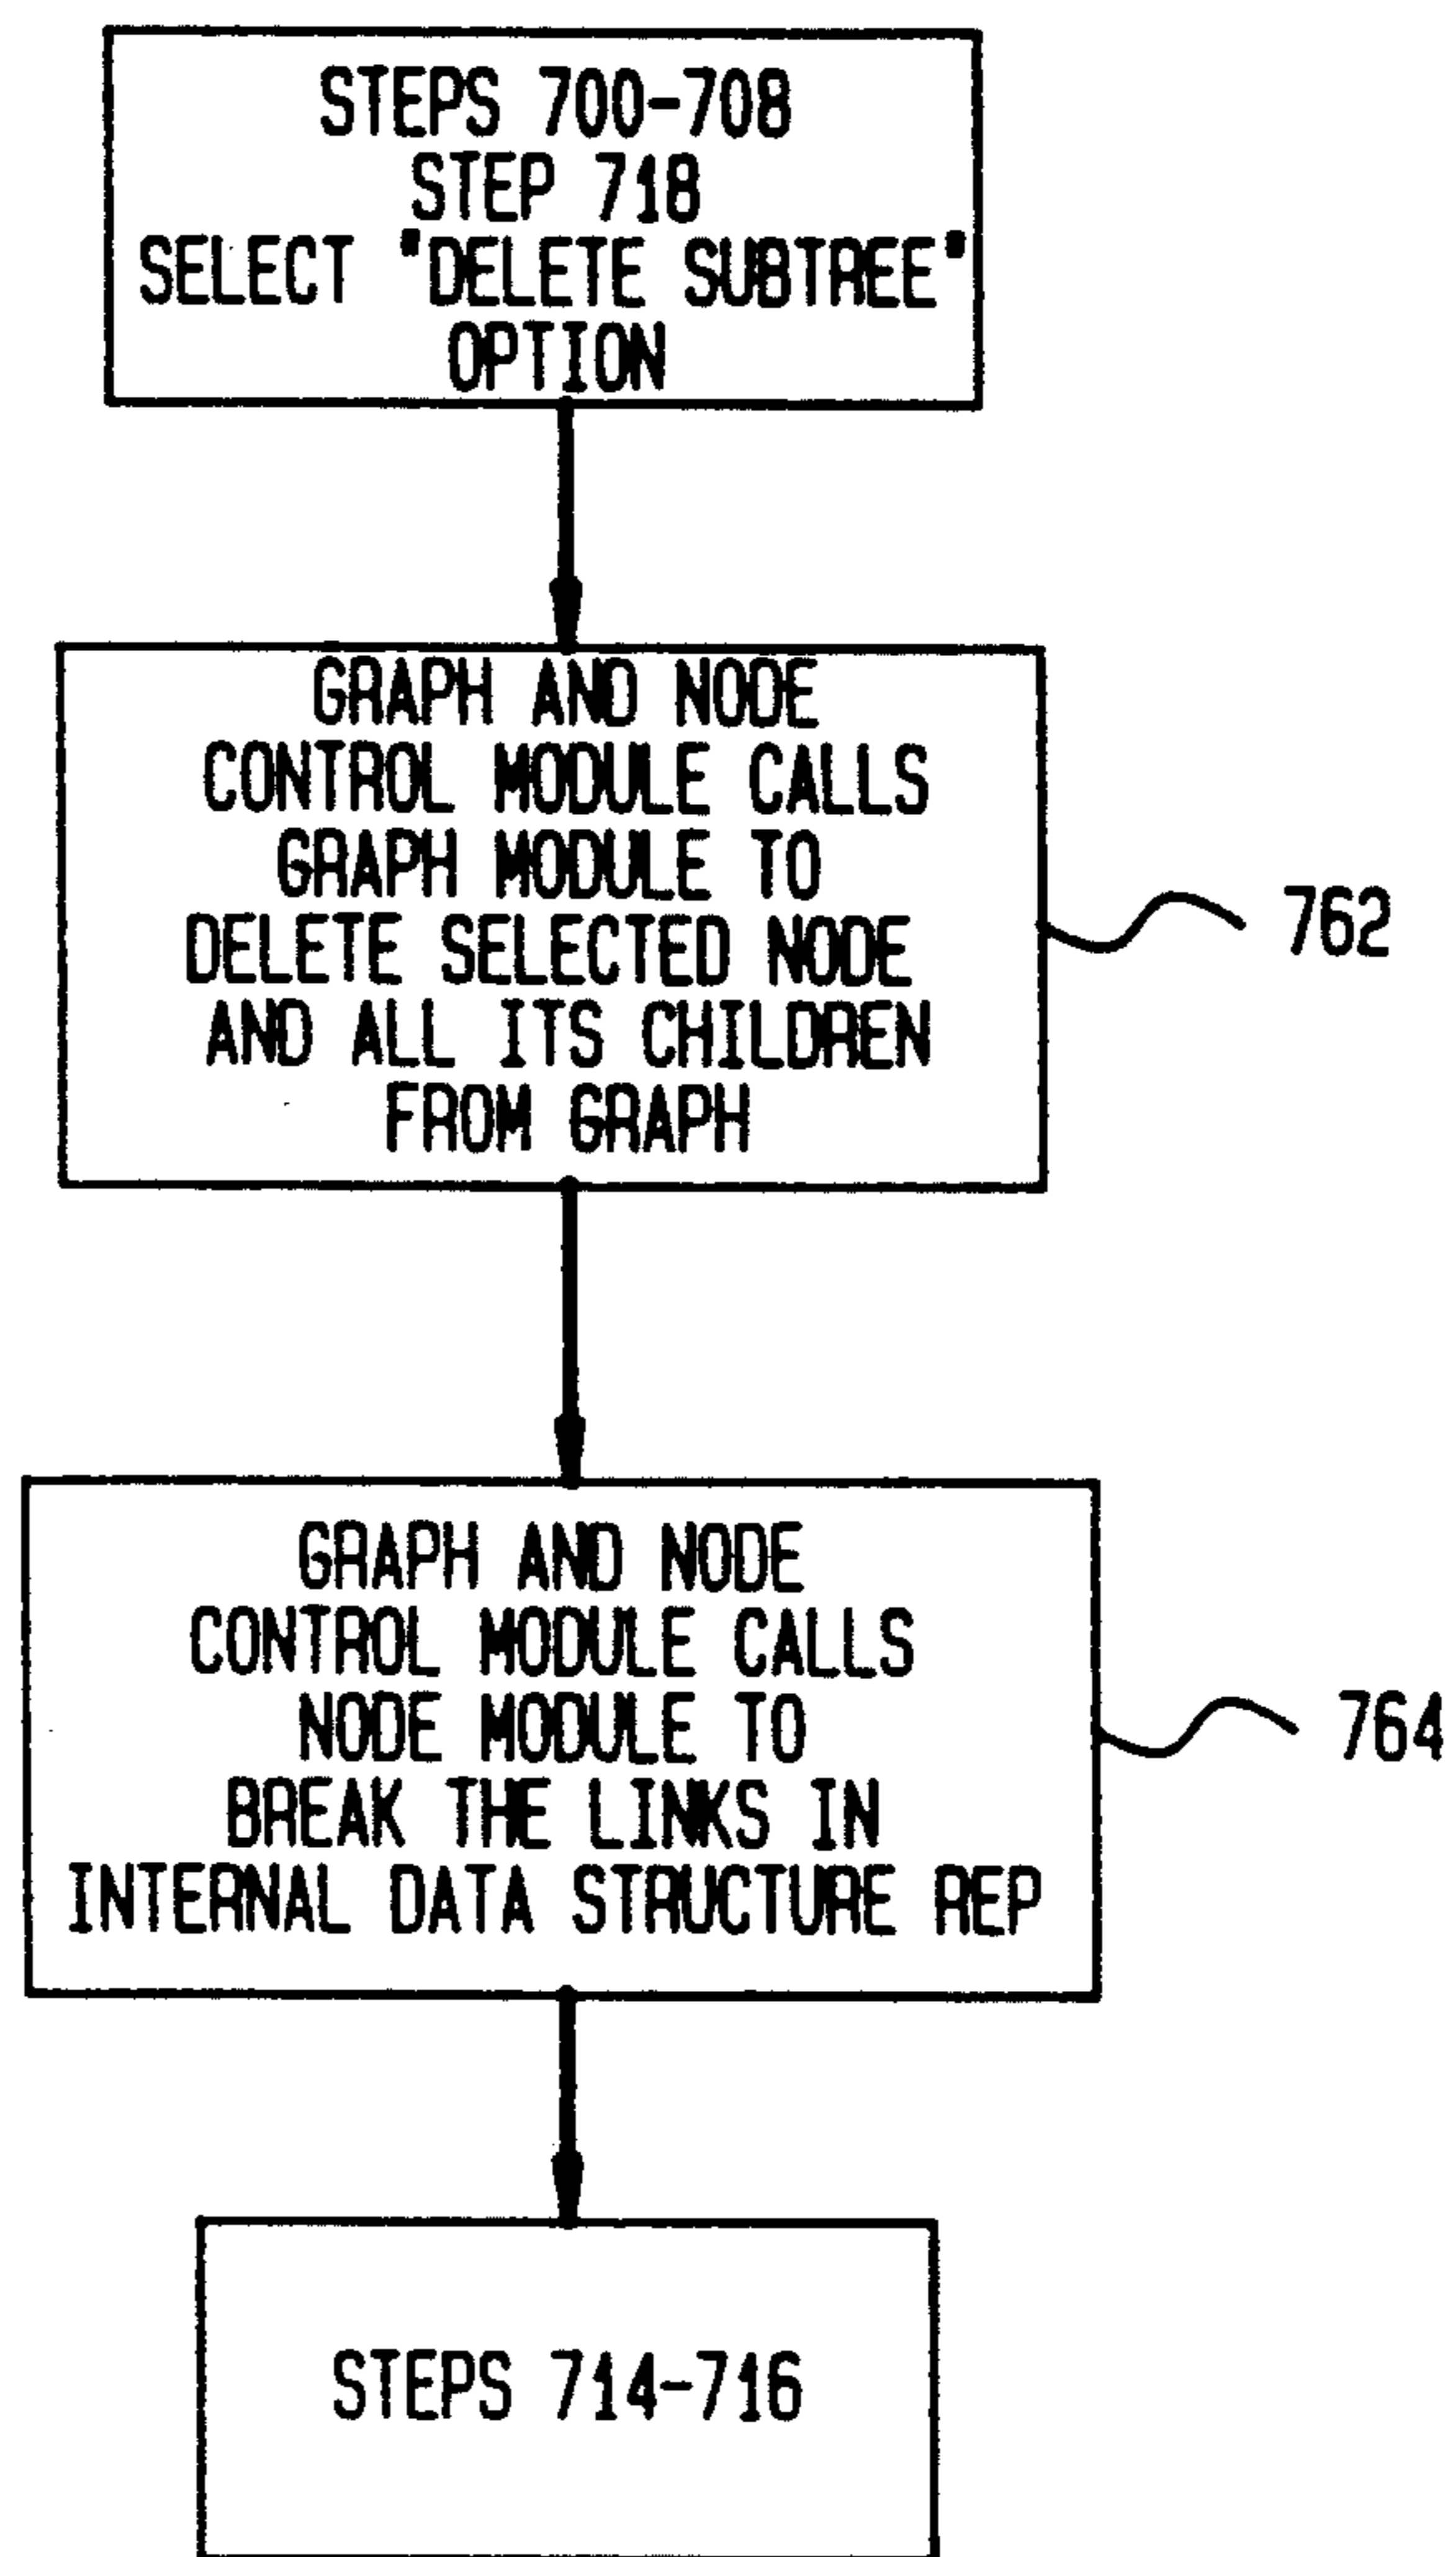 STEPS 700-708
STEP 718
SELECT "DELETE SUBTREE"
OPTION
GRAPH AND NODE
CONTROL MODULE CALLS
GRAPH MODULE TO
DELETE SELECTED NODE
AND ALL ITS CHILDREN
FROM GRAPH
762
GRAPH AND NODE
CONTROL MODULE CALLS
NODE MODULE TO
BREAK THE LINKS IN
INTERNAL DATA STRUCTURE REP
764
STEPS 714-716